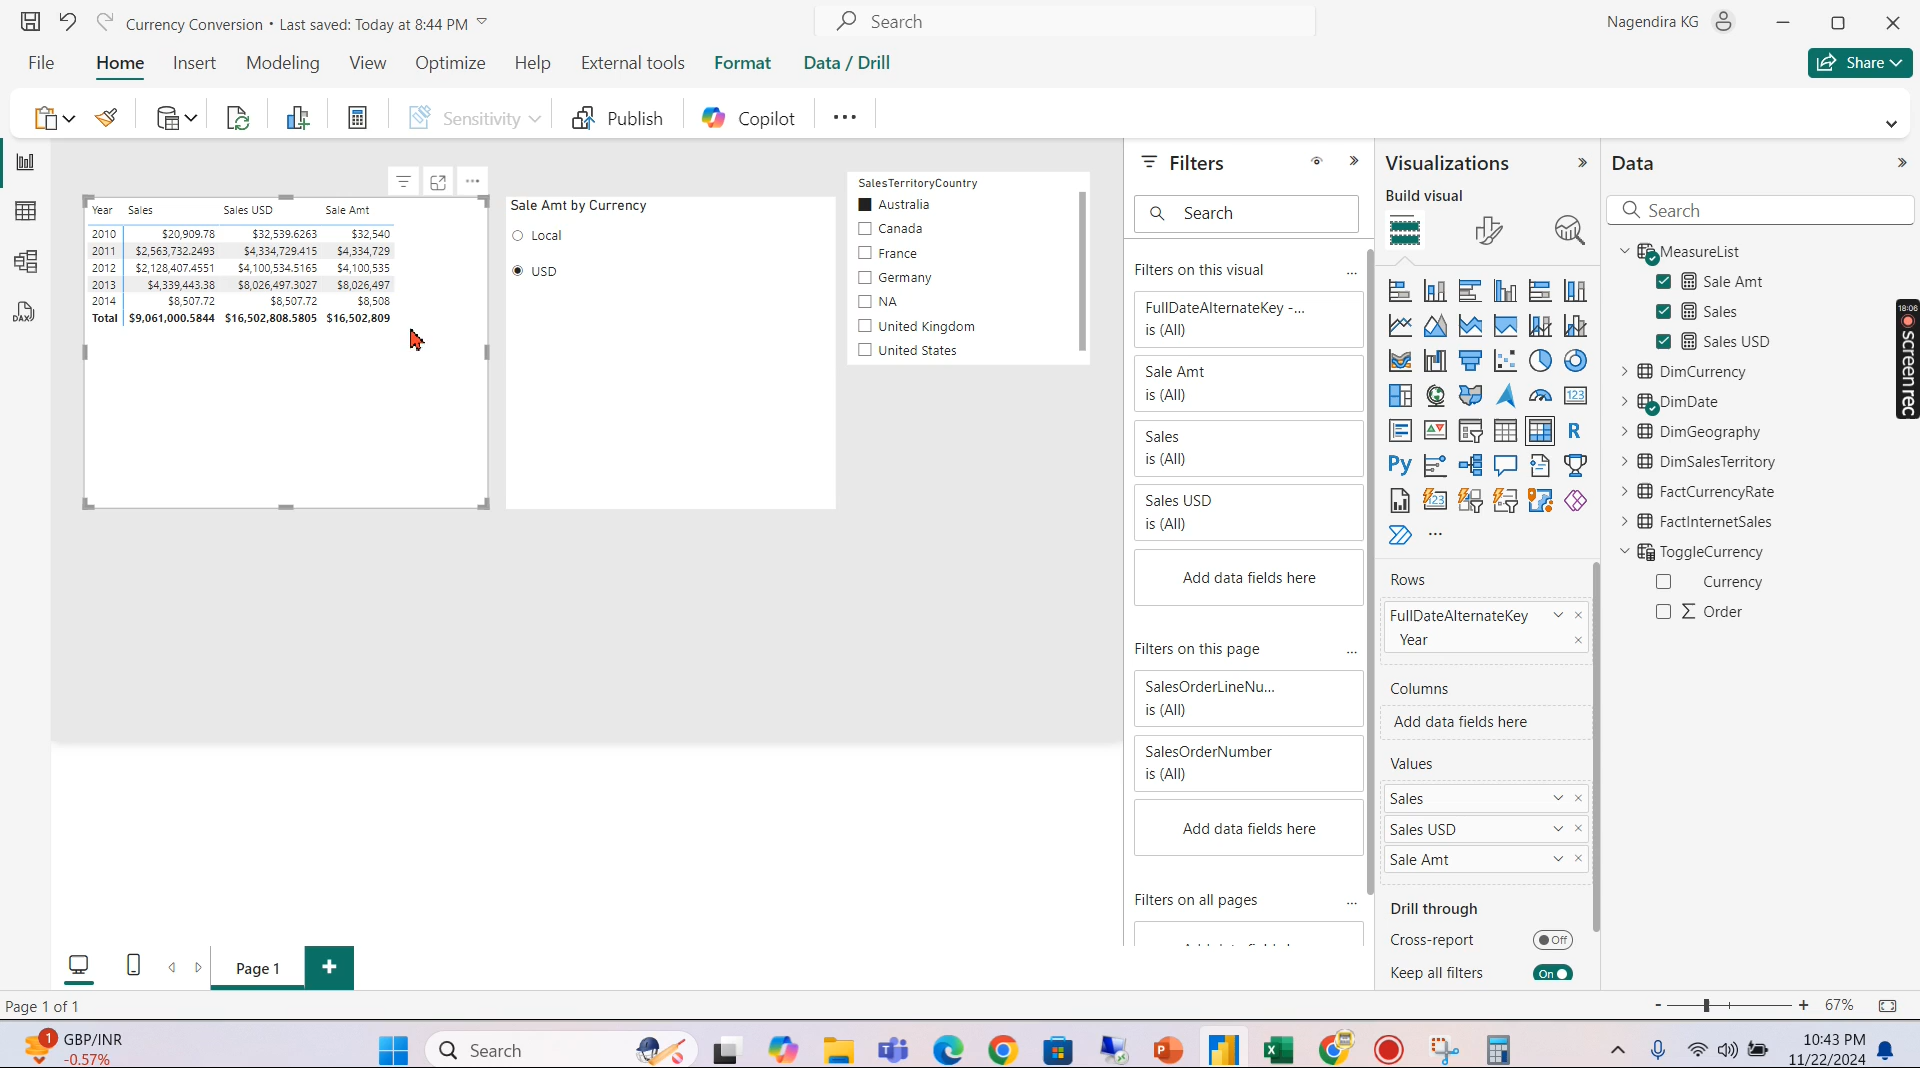 Currency Conversion • Last saved: Today at 8:44 PM
Search
Nagendira KG
File Home Insert Modeling View Optimize Help External tools Format Data / Drill
Share
Sensitivity
Publish
Copilot
Year Sales Sales USD Sale Amt
2010 $20,909.78 $32,539.6263 $32,540
2011 $2,563,732.2493 $4,334,729.415 $4,334,729
2012 $2,128,407.4551 $4,100,534.5165 $4,100,535
2013 $4,339,443.38 $8,026,497.3027 $8,026,497
2014 $8,507.72 $8,507.72 $8,508
Total $9,061,000.5844 $16,502,808.5805 $16,502,809
Sale Amt by Currency
Local
USD
SalesTerritoryCountry
Australia
Canada
France
Germany
NA
United Kingdom
United States
Filters
Search
Filters on this visual
FullDateAlternateKey -...
is (All)
Sale Amt
is (All)
Sales
is (All)
Sales USD
is (All)
Add data fields here
Filters on this page
SalesOrderLineNu...
is (All)
SalesOrderNumber
is (All)
Add data fields here
Filters on all pages
Visualizations
Build visual
123
R
Py
123
Rows
FullDateAlternateKey
Year
Columns
Add data fields here
Values
Sales
Sales USD
Sale Amt
Drill through
Cross-report
Off
Keep all filters
On
Data
Search
MeasureList
Sale Amt
Sales
Sales USD
DimCurrency
DimDate
DimGeography
DimSalesTerritory
FactCurrencyRate
FactInternetSales
ToggleCurrency
Currency
Order
18:06
screenrec
DAX
Page 1
Page 1 of 1
67%
1
GBP/INR
-0.57%
Search
10:43 PM
11/22/2024